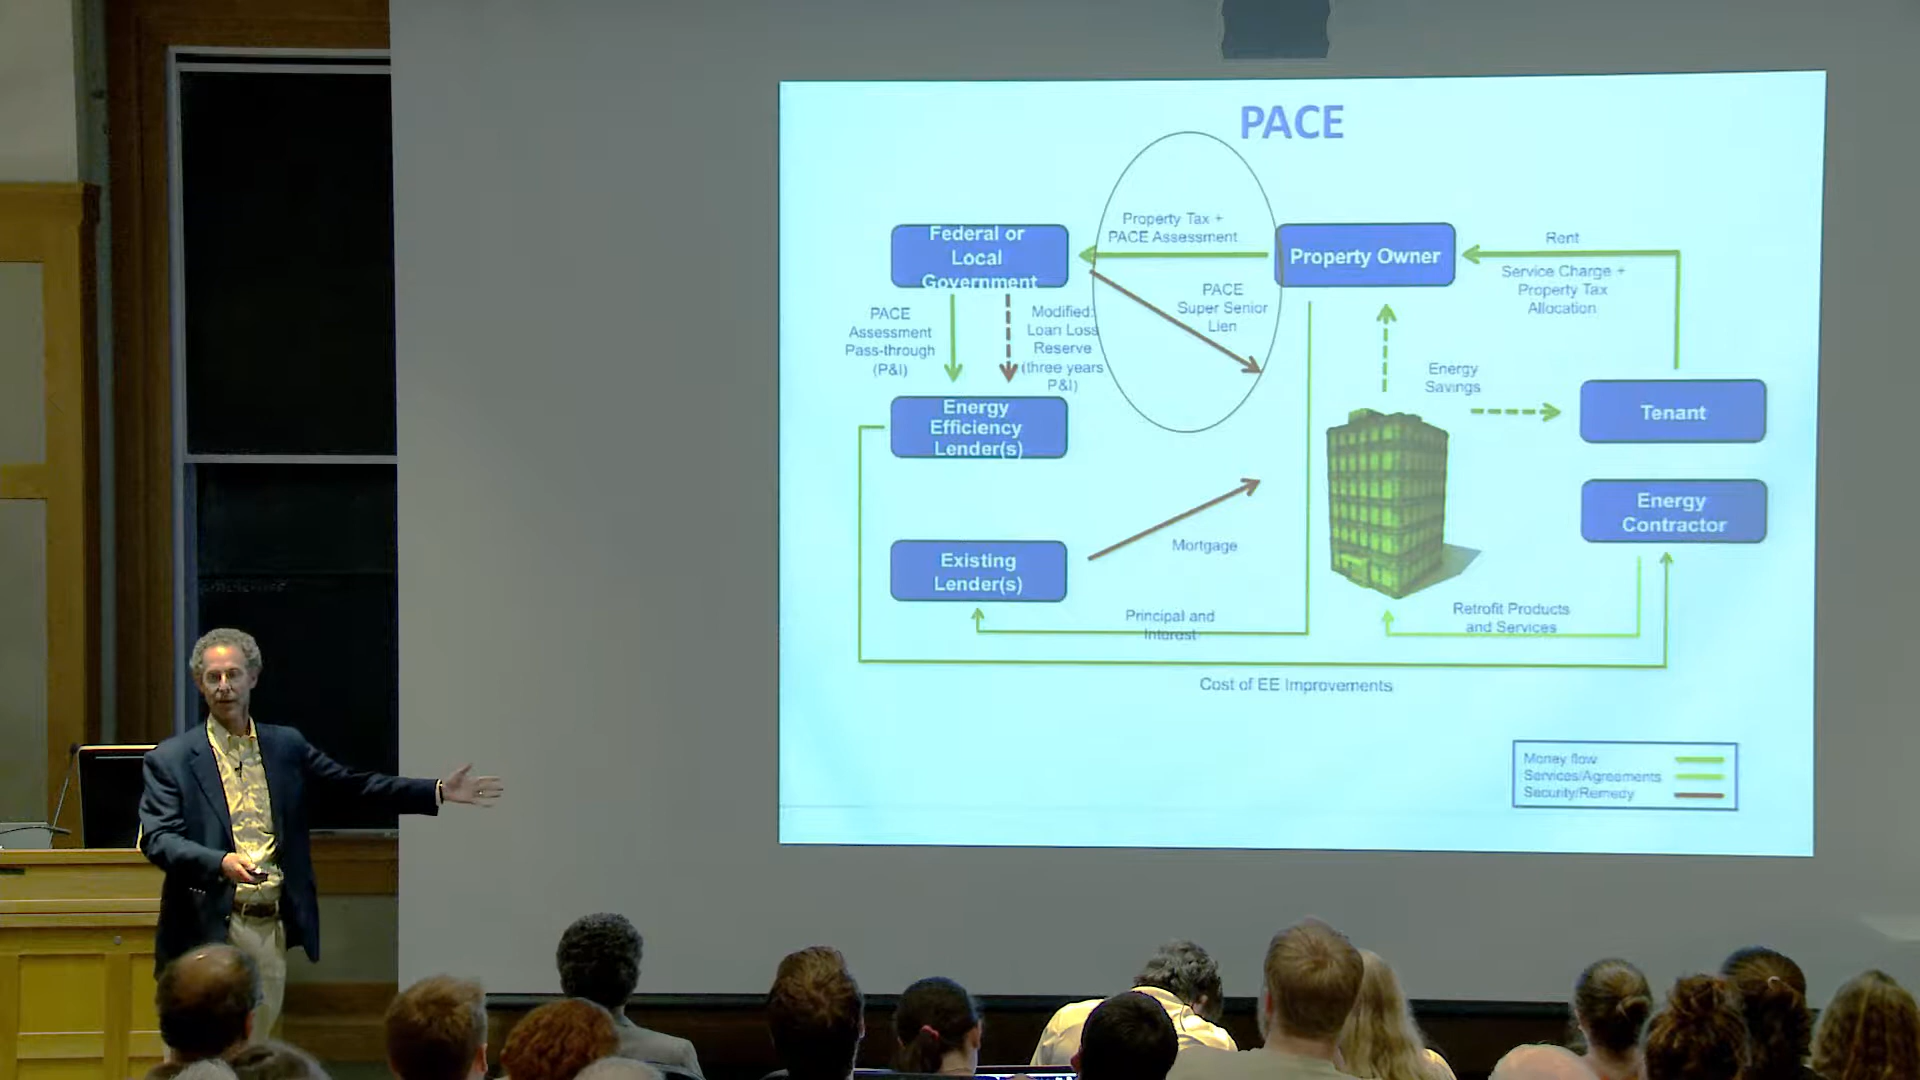 PACE
Federal or
Local
Government
Property Tax +
PACE Assessment
Property Owner
Rent
Service Charge +
Property Tax
Allocation
PACE
Super Senior
Lien
PACE
Assessment
Pass-through
(P&I)
Modified:
Loan Loss
Reserve
(three years
P&I)
Energy
Savings
Energy
Efficiency
Lender(s)
Tenant
Energy
Contractor
Mortgage
Existing
Lender(s)
Principal and
Interest
Retrofit Products
and Services
Cost of EE Improvements
Money flow
Services/Agreements
Security/Remedy